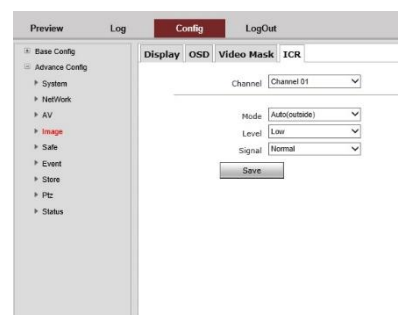 Preview Log Config LogOut
Base Config
Advance Config
System
NetWork
AV
Image
Safe
Event
Store
Ptz
Status
Display OSD Video Mask ICR
Channel Channel 01
Mode Auto(outside)
Level Low
Signal Normal
Save